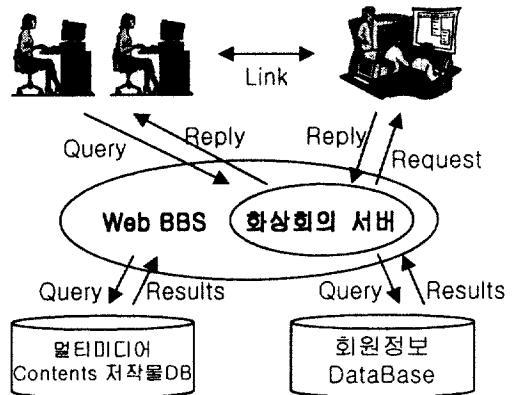 Link
Query
Reply
Reply
Request
Web BBS
화상회의 서버
Query
Results
Query
Results
멀티미디어
Contents 저작물DB
회원정보
DataBase